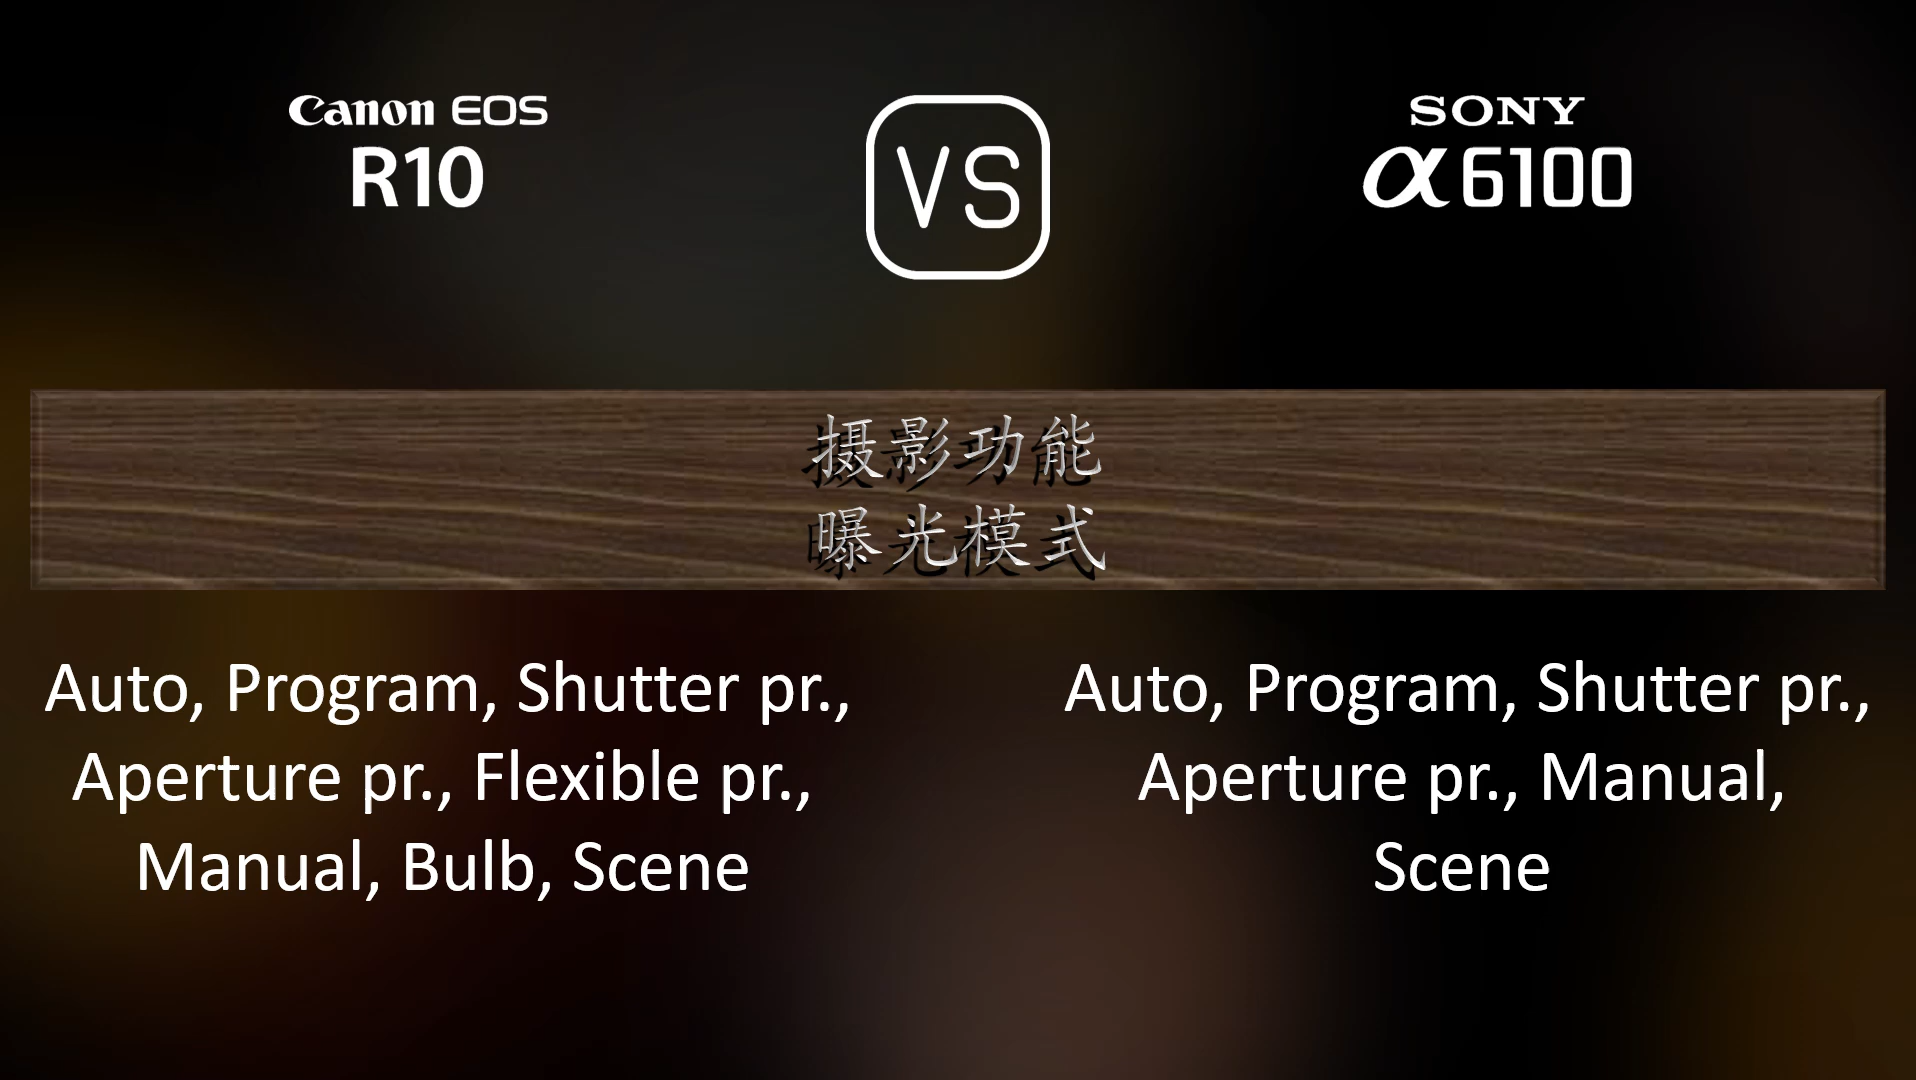 Canon EOS
R10
VS
SONY
α6100
摄影功能
曝光模式
Auto, Program, Shutter pr.,
Aperture pr., Flexible pr.,
Manual, Bulb, Scene
Auto, Program, Shutter pr.,
Aperture pr., Manual,
Scene